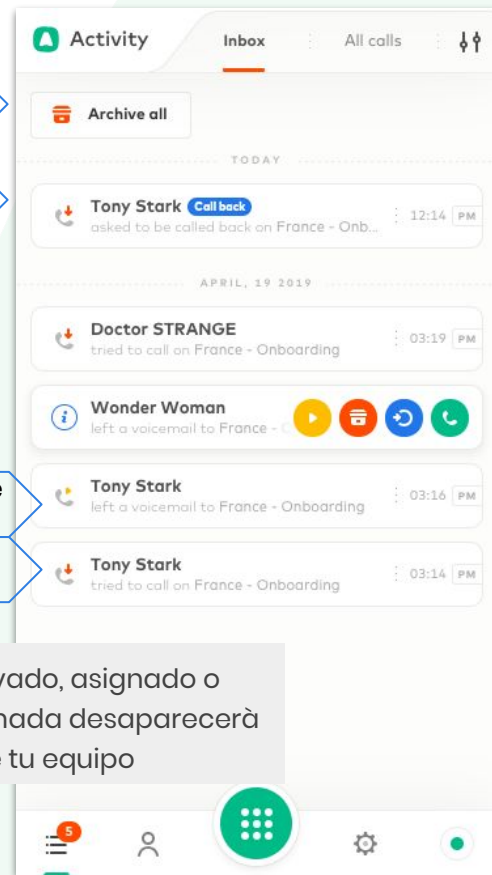 Activity
Inbox
All calls
Archive all
TODAY
Tony Stark Call back
asked to be called back on France - Onb...
12:14 PM
APRIL, 19 2019
Doctor STRANGE
tried to call on France - Onboarding
03:19 PM
Wonder Woman
left a voicemail to France -
e
Tony Stark
left a voicemail to France - Onboarding
03:16 PM
Tony Stark
tried to call on France - Onboarding
03:14 PM
vado, asignado o
nada desaparecerà
e tu equipo
5